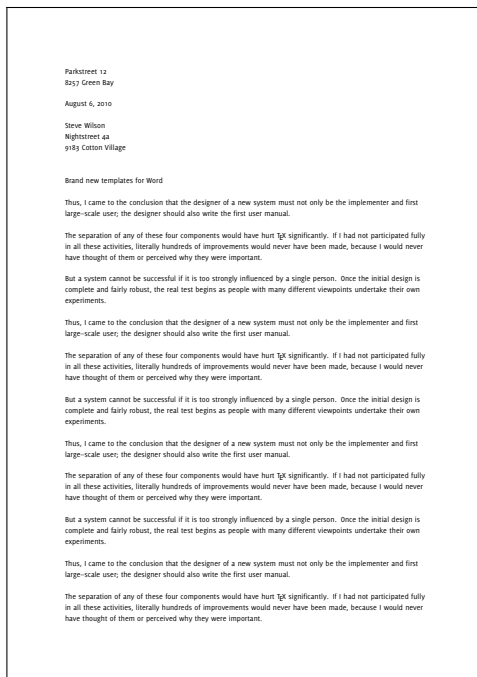 Parkstreet 12
8257 Green Bay
August 6, 2010
Steve Wilson
Nightstreet 4a
9183 Cotton Village
Brand new templates for Word
Thus, I came to the conclusion that the designer of a new system must not only be the implementer and first
large-scale user; the designer should also write the first user manual.
The separation of any of these four components would have hurt TEX significantly. If I had not participated fully
in all these activities, literally hundreds of improvements would never have been made, because I would never
have thought of them or perceived why they were important.
But a system cannot be successful if it is too strongly influenced by a single person. Once the initial design is
complete and fairly robust, the real test begins as people with many different viewpoints undertake their own
experiments.
Thus, I came to the conclusion that the designer of a new system must not only be the implementer and first
large-scale user; the designer should also write the first user manual.
The separation of any of these four components would have hurt TEX significantly. If I had not participated fully
in all these activities, literally hundreds of improvements would never have been made, because I would never
have thought of them or perceived why they were important.
But a system cannot be successful if it is too strongly influenced by a single person. Once the initial design is
complete and fairly robust, the real test begins as people with many different viewpoints undertake their own
experiments.
Thus, I came to the conclusion that the designer of a new system must not only be the implementer and first
large-scale user; the designer should also write the first user manual.
The separation of any of these four components would have hurt TEX significantly. If I had not participated fully
in all these activities, literally hundreds of improvements would never have been made, because I would never
have thought of them or perceived why they were important.
But a system cannot be successful if it is too strongly influenced by a single person. Once the initial design is
complete and fairly robust, the real test begins as people with many different viewpoints undertake their own
experiments.
Thus, I came to the conclusion that the designer of a new system must not only be the implementer and first
large-scale user; the designer should also write the first user manual.
The separation of any of these four components would have hurt TEX significantly. If I had not participated fully
in all these activities, literally hundreds of improvements would never have been made, because I would never
have thought of them or perceived why they were important.